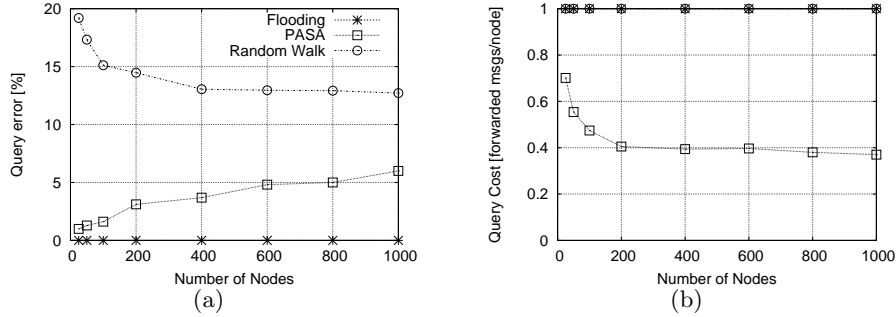 Flooding
PASA
Random Walk
Query error [%]
20
15
10
5
0
0 200 400 600 800 1000
Number of Nodes
(a)
Query Cost [forwarded msgs/node]
1
0.8
0.6
0.4
0.2
0
0 200 400 600 800 1000
Number of Nodes
(b)